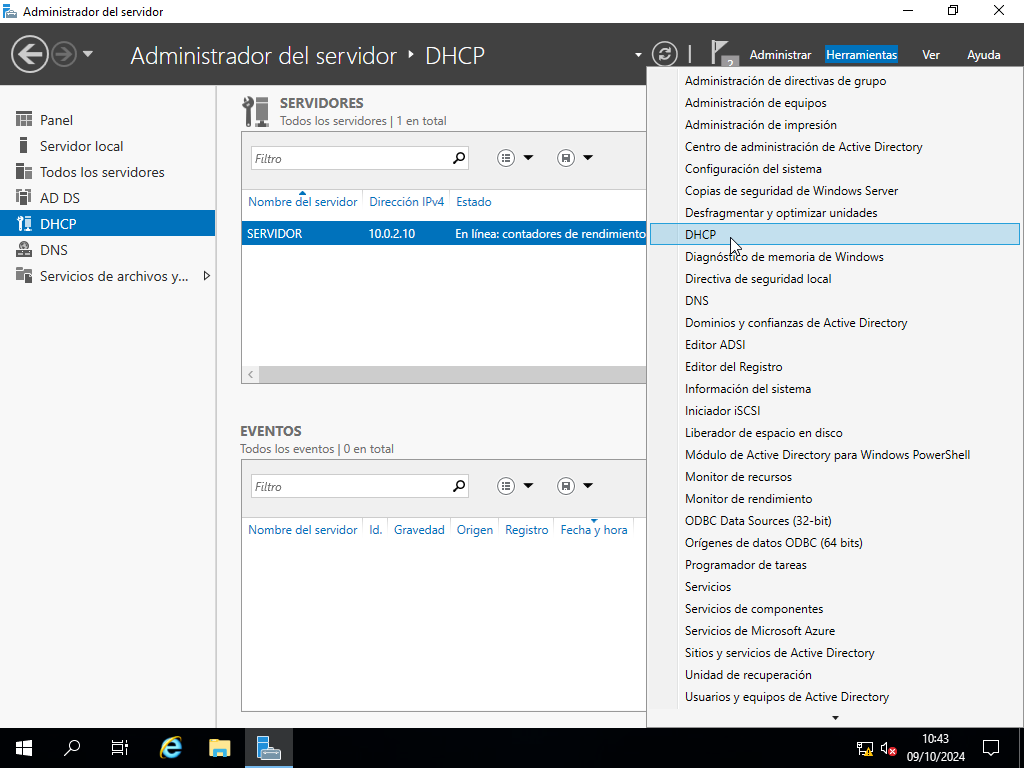 Administrador del servidor
Administrador del servidor ‣ DHCP
2
Administrar
Herramientas
Ver
Ayuda
Panel
Servidor local
Todos los servidores
AD DS
DHCP
DNS
Servicios de archivos y...
SERVIDORES
Todos los servidores | 1 en total
Filtro
Nombre del servidor Dirección IPv4 Estado
SERVIDOR 10.0.2.10 En línea: contadores de rendimiento
EVENTOS
Todos los eventos | 0 en total
Filtro
Nombre del servidor Id. Gravedad Origen Registro Fecha y hora
Administración de directivas de grupo
Administración de equipos
Administración de impresión
Centro de administración de Active Directory
Configuración del sistema
Copias de seguridad de Windows Server
Desfragmentar y optimizar unidades
DHCP
Diagnóstico de memoria de Windows
Directiva de seguridad local
DNS
Dominios y confianzas de Active Directory
Editor ADSI
Editor del Registro
Información del sistema
Iniciador iSCSI
Liberador de espacio en disco
Módulo de Active Directory para Windows PowerShell
Monitor de recursos
Monitor de rendimiento
ODBC Data Sources (32-bit)
Orígenes de datos ODBC (64 bits)
Programador de tareas
Servicios
Servicios de componentes
Servicios de Microsoft Azure
Sitios y servicios de Active Directory
Unidad de recuperación
Usuarios y equipos de Active Directory
10:43
09/10/2024